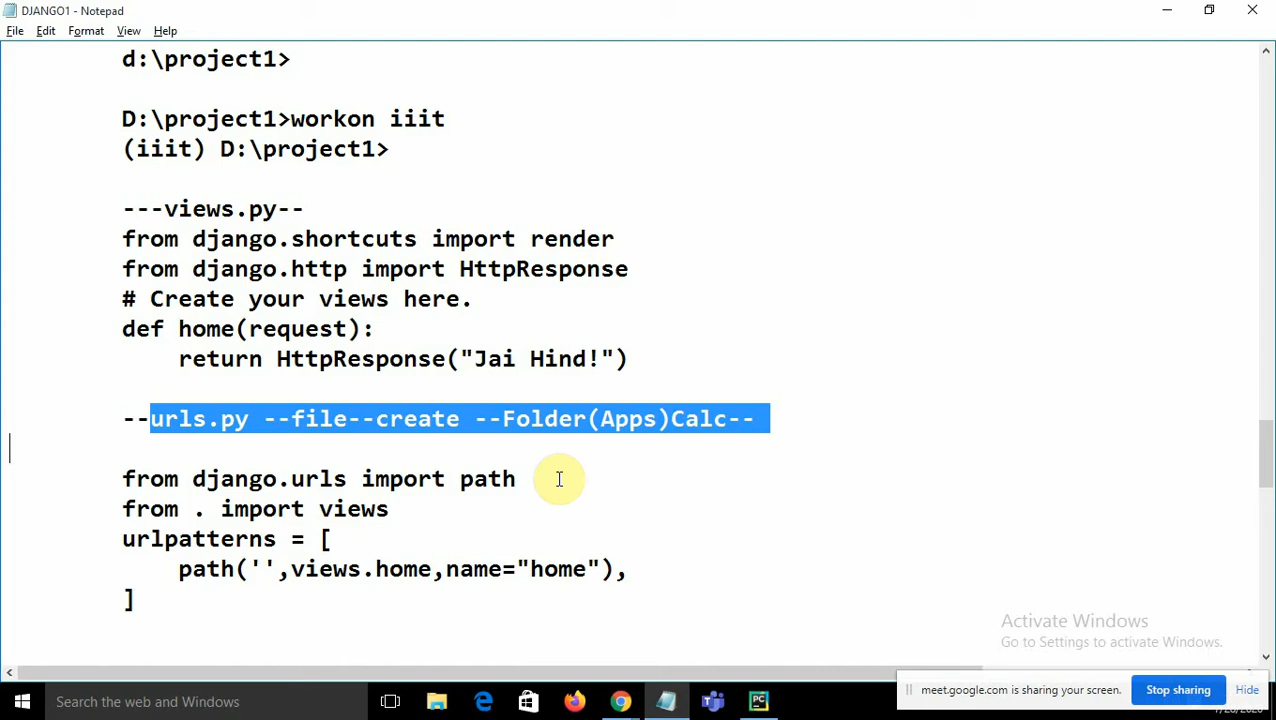 DJANGO1 - Notepad
File Edit Format View Help
d:\project1>
D:\project1>workon iiit
(iiit) D:\project1>
---views.py--
from django.shortcuts import render
from django.http import HttpResponse
# Create your views here.
def home(request):
return HttpResponse("Jai Hind!")
--urls.py --file--create --Folder(Apps)Calc--
from django.urls import path
from . import views
urlpatterns = [
path('',views.home,name="home"),
]
Activate Windows
Go to Settings to activate Windows.
meet.google.com is sharing your screen. Stop sharing Hide
Search the web and Windows